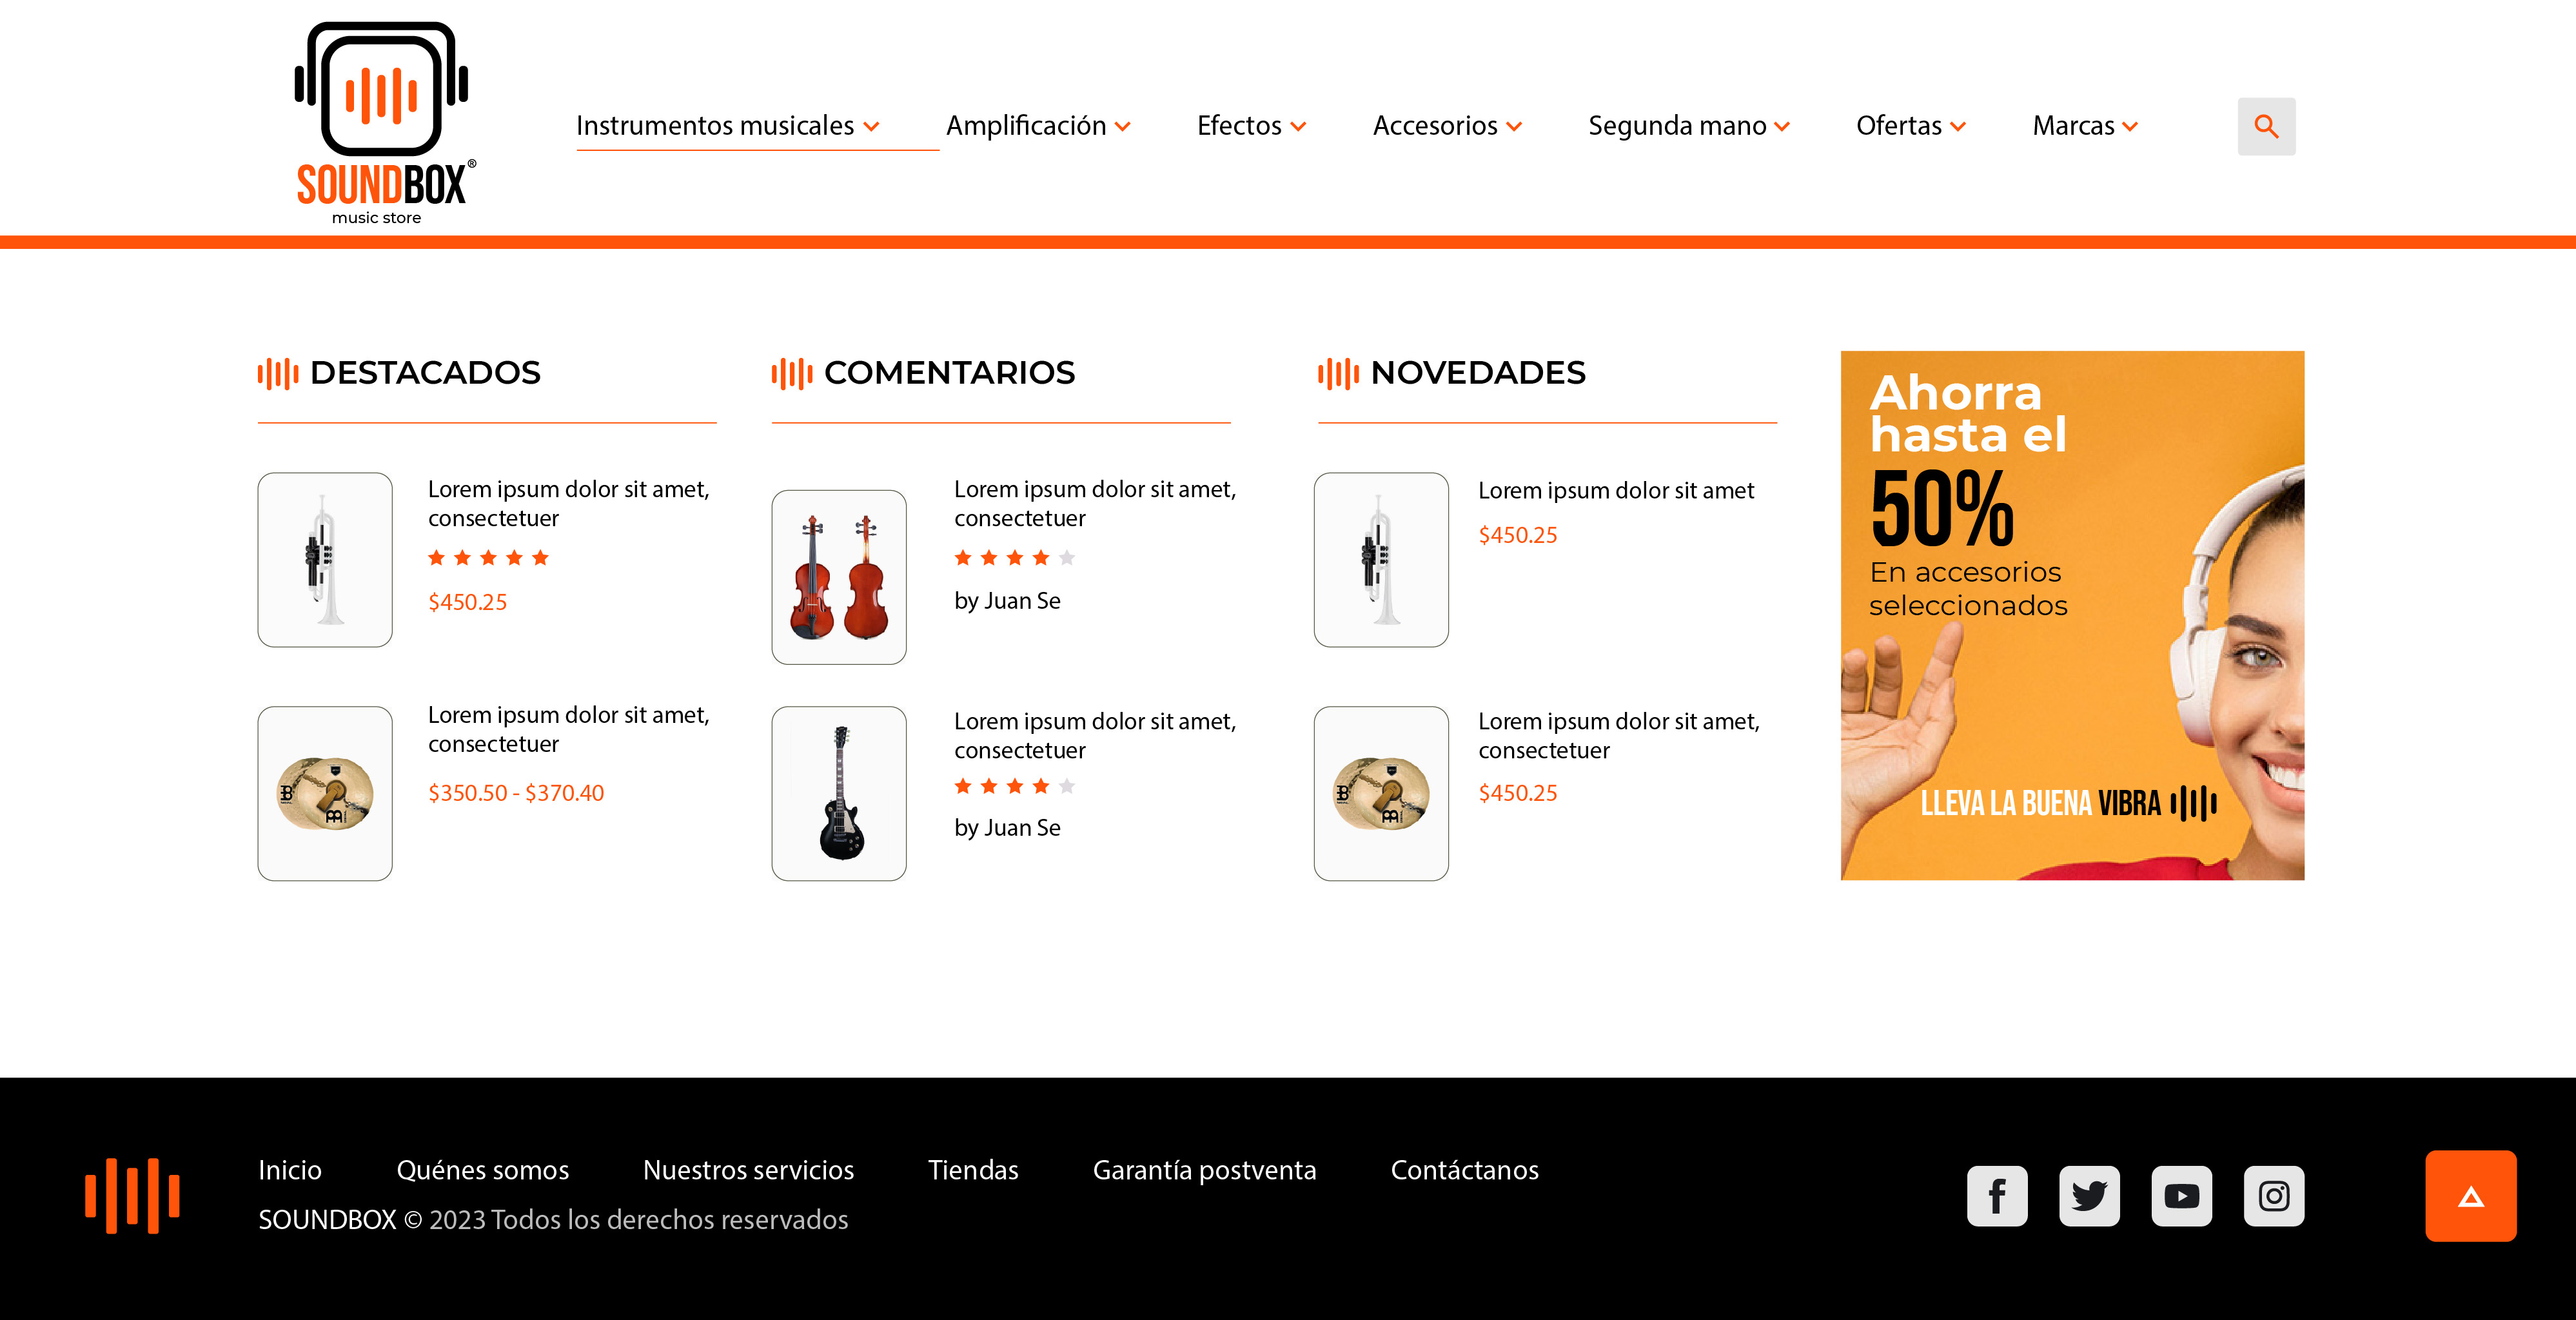 SOUNDBOX®
music store
Instrumentos musicales
Amplificación
Efectos
Accesorios
Segunda mano
Ofertas
Marcas
DESTACADOS
Lorem ipsum dolor sit amet,
consectetuer
$450.25
Lorem ipsum dolor sit amet,
consectetuer
$350.50 - $370.40
COMENTARIOS
Lorem ipsum dolor sit amet,
consectetuer
by Juan Se
Lorem ipsum dolor sit amet,
consectetuer
by Juan Se
NOVEDADES
Lorem ipsum dolor sit amet
$450.25
Lorem ipsum dolor sit amet,
consectetuer
$450.25
Ahorra
hasta el
50%
En accesorios
seleccionados
LLEVA LA BUENA VIBRA
Inicio
Quénes somos
Nuestros servicios
Tiendas
Garantía postventa
Contáctanos
SOUNDBOX © 2023 Todos los derechos reservados